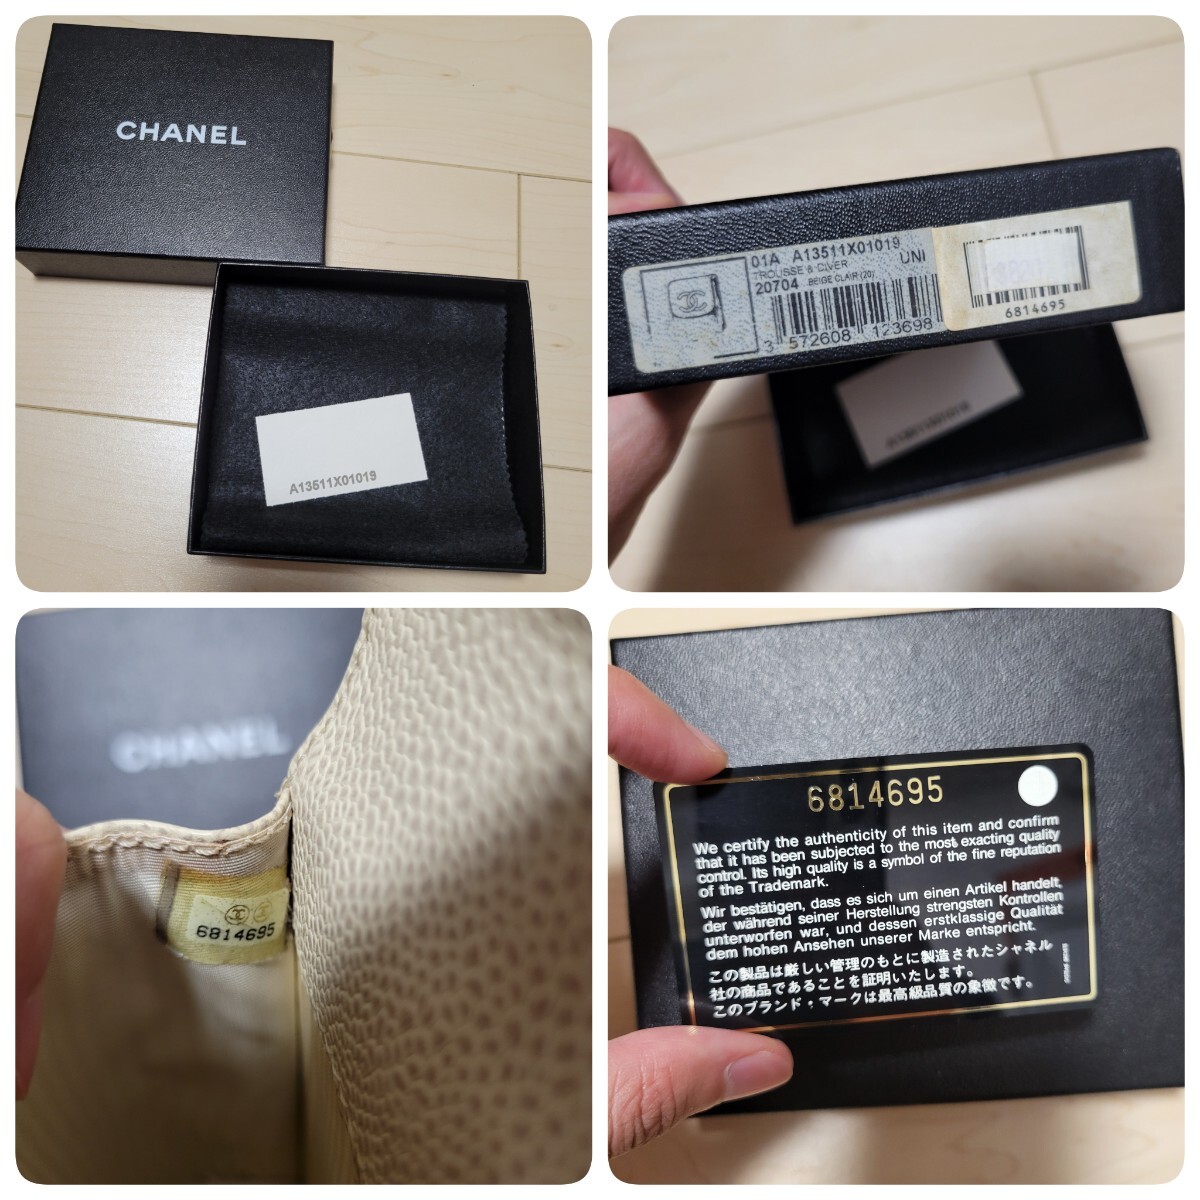 CHANEL
A13511X01019
01A A13511X01019
TROUSSE & DIVER UNI
20704 BEIGE CLAIR (20)
3 572608 123698
6814695
A13511X01019
CHANEL
6814695
6814695
We certify the authenticity of this item and confirm
that it has been subjected to the most exacting quality
control. Its high quality is a symbol of the fine reputation
of the Trademark.
Wir bestätigen, dass es sich um einen Artikel handelt,
der während seiner Herstellung strengsten Kontrollen
unterworfen war, und dessen erstklassige Qualität
dem hohen Ansehen unserer Marke entspricht.
この製品は厳しい管理のもとに製造されたシャネル
社の商品であることを証明いたします。
このブランド・マークは最高級品質の象徴です。